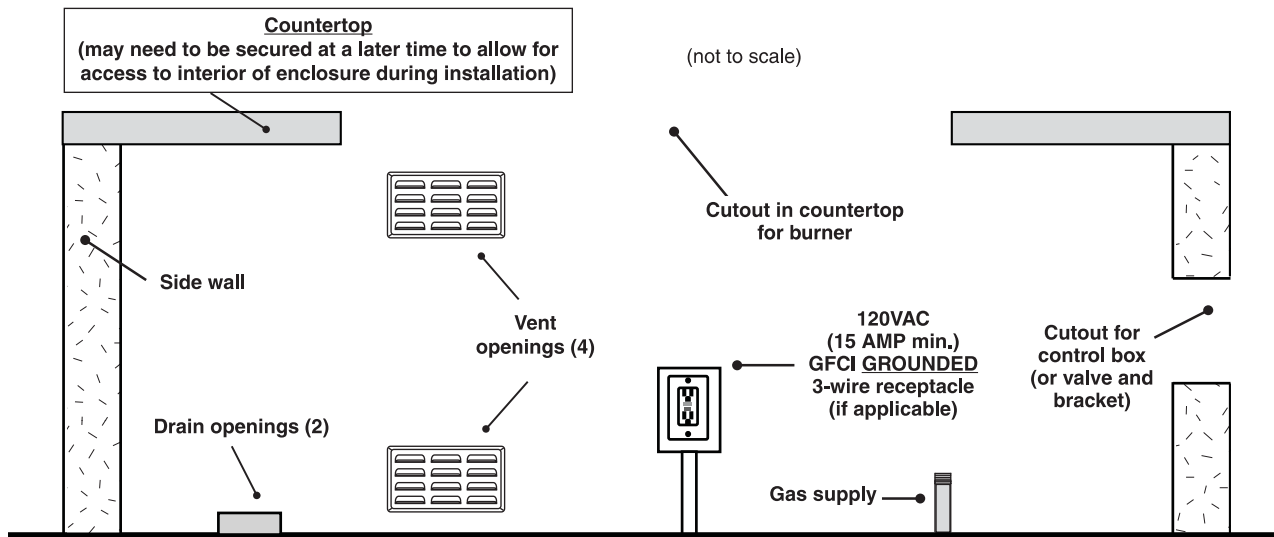 Countertop
(may need to be secured at a later time to allow for
access to interior of enclosure during installation)
(not to scale)
Cutout in countertop
for burner
Side wall
Vent
openings (4)
120VAC
(15 AMP min.)
GFCI GROUNDED
3-wire receptacle
(if applicable)
Cutout for
control box
(or valve and
bracket)
Drain openings (2)
Gas supply